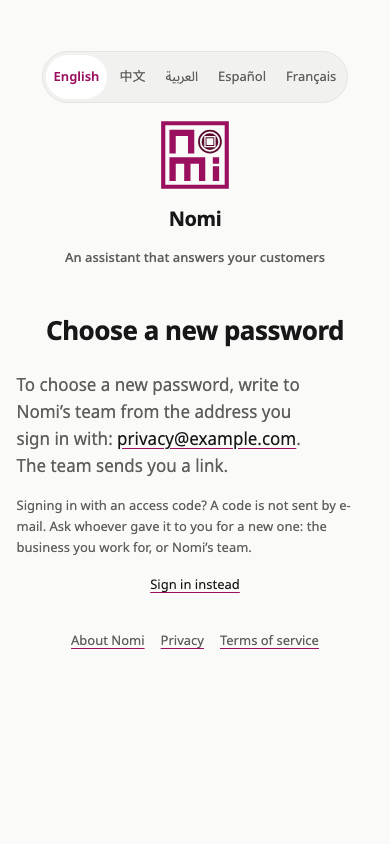 English 中文 العربية Español Français
nomi
Nomi
An assistant that answers your customers
Choose a new password
To choose a new password, write to
Nomi’s team from the address you
sign in with: privacy@example.com.
The team sends you a link.
Signing in with an access code? A code is not sent by e-
mail. Ask whoever gave it to you for a new one: the
business you work for, or Nomi’s team.
Sign in instead
About Nomi Privacy Terms of service